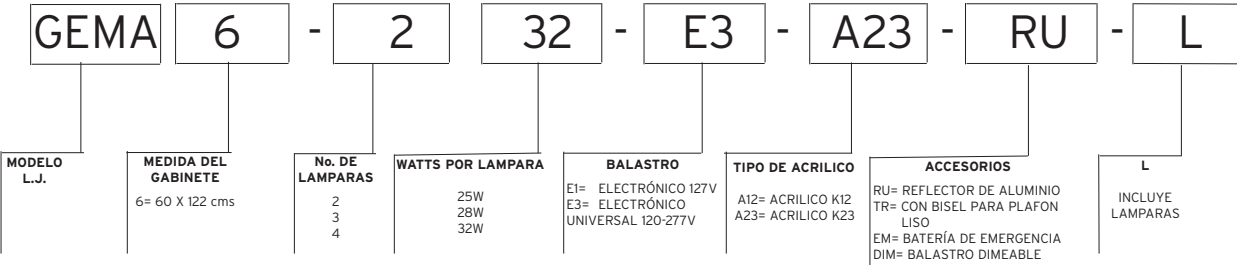 GEMA 6 - 2 32 - E3 - A23 - RU - L
MODELO
L.J.
MEDIDA DEL
GABINETE
6= 60 X 122 cms
No. DE
LAMPARAS
2
3
4
WATTS POR LAMPARA
25W
28W
32W
BALASTRO
E1= ELECTRÓNICO 127V
E3= ELECTRÓNICO
UNIVERSAL 120-277V
TIPO DE ACRILICO
A12= ACRILICO K12
A23= ACRILICO K23
ACCESORIOS
RU= REFLECTOR DE ALUMINIO
TR= CON BISEL PARA PLAFON
LISO
EM= BATERÍA DE EMERGENCIA
DIM= BALASTRO DIMEABLE
L
INCLUYE
LAMPARAS